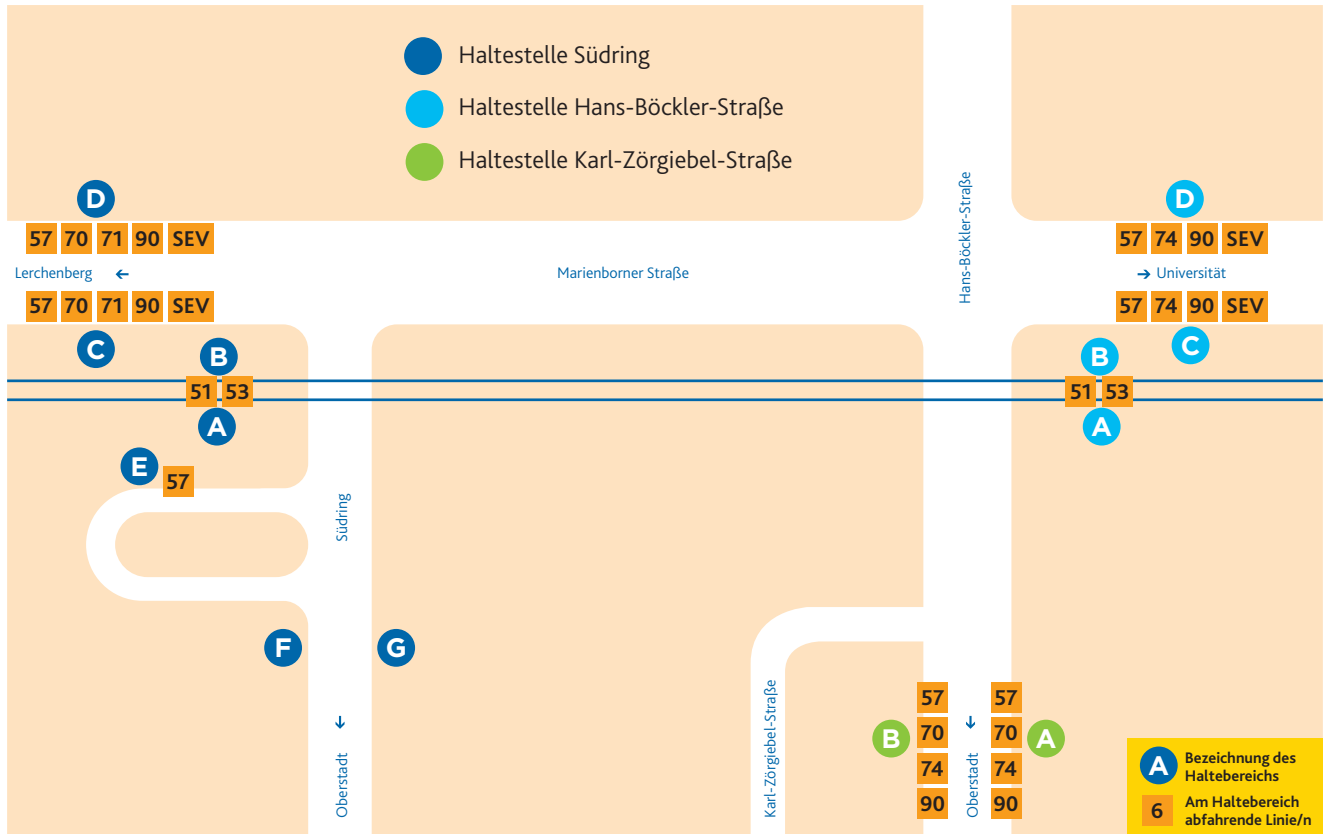 Haltestelle Südring
Haltestelle Hans-Böckler-Straße
Haltestelle Karl-Zörgiebel-Straße
D
57 70 71 90 SEV
Lerchenberg ←
57 70 71 90 SEV
C
Marienborner Straße
Hans-Böckler-Straße
D
57 74 90 SEV
→ Universität
57 74 90 SEV
C
B
51 53
A
B
51 53
A
E
57
Südring
F
G
Oberstadt ←
Karl-Zörgiebel-Straße
B
57
70
74
90
Oberstadt ←
57
70
74
90
A
A Bezeichnung des
Haltebereichs
6 Am Haltebereich
abfahrende Linie/n